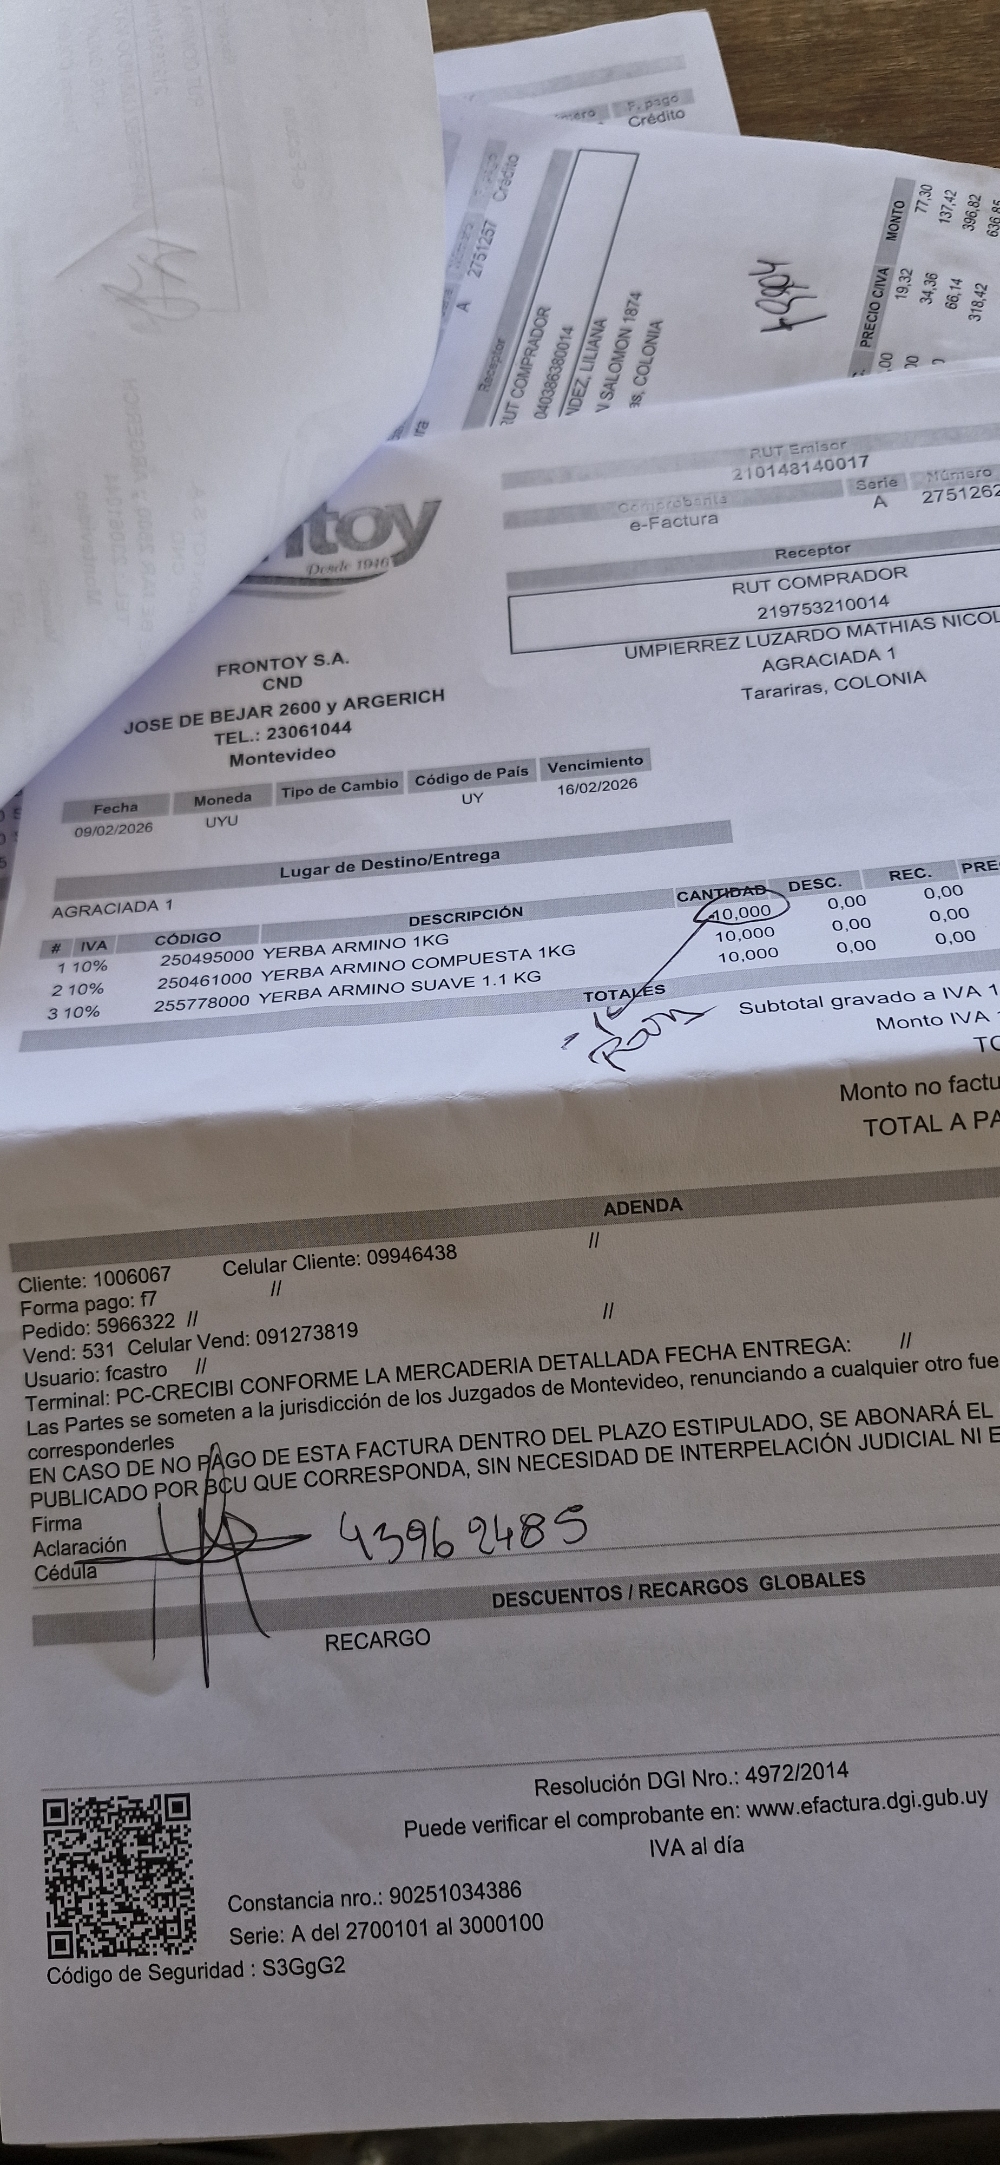 F. pago
Crédito
Crédito
A 2751257
Receptor
RUT COMPRADOR
040386380014
NDEZ, LILIANA
V SALOMON 1874
as, COLONIA
PRECIO C/IVA MONTO
19,32 77,30
34,36 137,42
66,14 396,82
318,42 636,85
ntoy
Desde 1946
RUT Emisor
210148140017
Comprobante Serie Número
e-Factura A 2751262
Receptor
RUT COMPRADOR
219753210014
UMPIERREZ LUZARDO MATHIAS NICOL
AGRACIADA 1
Tarariras, COLONIA
FRONTOY S.A.
CND
JOSE DE BEJAR 2600 y ARGERICH
TEL.: 23061044
Montevideo
Fecha Moneda Tipo de Cambio Código de País Vencimiento
09/02/2026 UYU UY 16/02/2026
Lugar de Destino/Entrega
AGRACIADA 1
# IVA CÓDIGO DESCRIPCIÓN CANTIDAD DESC. REC. PRE
1 10% 250495000 YERBA ARMINO 1KG 10,000 0,00 0,00
2 10% 250461000 YERBA ARMINO COMPUESTA 1KG 10,000 0,00 0,00
3 10% 255778000 YERBA ARMINO SUAVE 1.1 KG 10,000 0,00 0,00
TOTALES
Subtotal gravado a IVA 1
Monto IVA
TO
Monto no factu
TOTAL A PA
ADENDA
Cliente: 1006067 Celular Cliente: 09946438 //
Forma pago: f7 //
Pedido: 5966322 //
Vend: 531 Celular Vend: 091273819 //
Usuario: fcastro //
Terminal: PC-CRECIBI CONFORME LA MERCADERIA DETALLADA FECHA ENTREGA: //
Las Partes se someten a la jurisdicción de los Juzgados de Montevideo, renunciando a cualquier otro fue
corresponderles
EN CASO DE NO PAGO DE ESTA FACTURA DENTRO DEL PLAZO ESTIPULADO, SE ABONARÁ EL
PUBLICADO POR BCU QUE CORRESPONDA, SIN NECESIDAD DE INTERPELACIÓN JUDICIAL NI E
Firma
Aclaración 43962485
Cédula
DESCUENTOS / RECARGOS GLOBALES
RECARGO
Resolución DGI Nro.: 4972/2014
Puede verificar el comprobante en: www.efactura.dgi.gub.uy
IVA al día
Constancia nro.: 90251034386
Serie: A del 2700101 al 3000100
Código de Seguridad : S3GgG2